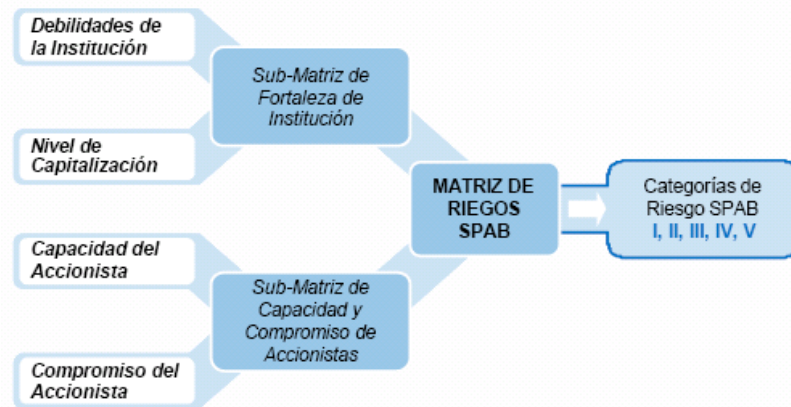 Debilidades de
la Institución
Sub-Matriz de
Fortaleza de
Institución
Nivel de
Capitalización
MATRIZ DE
RIEGOS
SPAB
Categorías de
Riesgo SPAB
I, II, III, IV, V
Capacidad del
Accionista
Sub-Matriz de
Capacidad y
Compromiso de
Accionistas
Compromiso del
Accionista